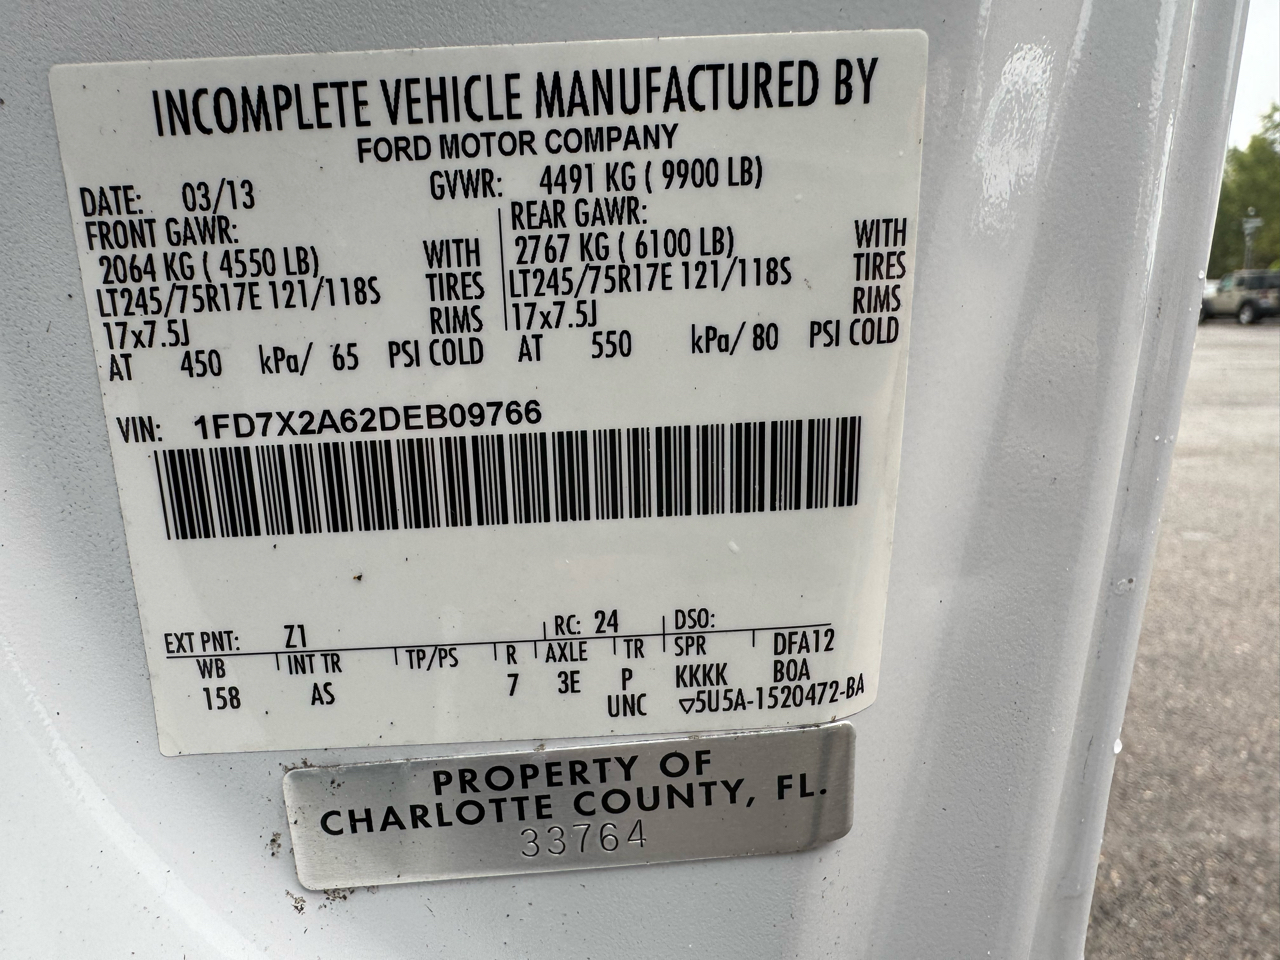 INCOMPLETE VEHICLE MANUFACTURED BY
FORD MOTOR COMPANY
DATE: 03/13 GVWR: 4491 KG ( 9900 LB)
FRONT GAWR: REAR GAWR:
2064 KG ( 4550 LB) WITH 2767 KG ( 6100 LB) WITH
LT245/75R17E 121/118S TIRES LT245/75R17E 121/118S TIRES
17x7.5J RIMS 17x7.5J RIMS
AT 450 kPa/ 65 PSI COLD AT 550 kPa/ 80 PSI COLD
VIN: 1FD7X2A62DEB09766
EXT PNT: Z1 RC: 24 DSO:
WB INT TR TP/PS R AXLE TR SPR DFA12
158 AS 7 3E P KKKK BOA
UNC ▽5U5A-1520472-BA
PROPERTY OF
CHARLOTTE COUNTY, FL.
33764